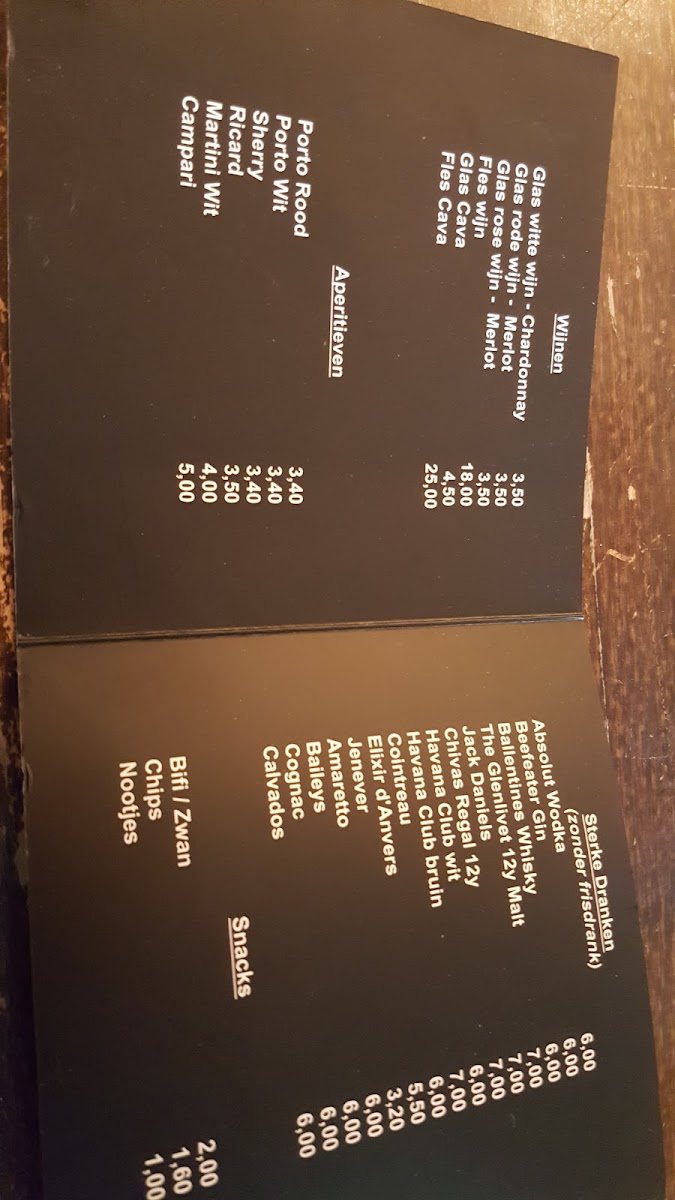 Wijnen
Glas witte wijn - Chardonnay 3,50
Glas rode wijn - Merlot 3,50
Glas rose wijn - Merlot 3,50
Fles wijn 18,00
Glas Cava 4,50
Fles Cava 25,00
Aperitieven
Porto Rood 3,40
Porto Wit 3,40
Sherry 3,40
Ricard 3,50
Martini Wit 4,00
Campari 5,00
Sterke Dranken
(zonder frisdrank)
Absolut Wodka 6,00
Beefeater Gin 6,00
Ballentines Whisky 6,00
The Glenlivet 12y Malt 7,00
Jack Daniels 7,00
Chivas Regal 12y 7,00
Havana Club wit 6,00
Havana Club bruin 7,00
Cointreau 6,00
Elixir d'Anvers 5,50
Jenever 3,20
Amaretto 6,00
Baileys 6,00
Cognac 6,00
Calvados 6,00
Snacks
Bifi / Zwan 2,00
Chips 1,60
Nootjes 1,00